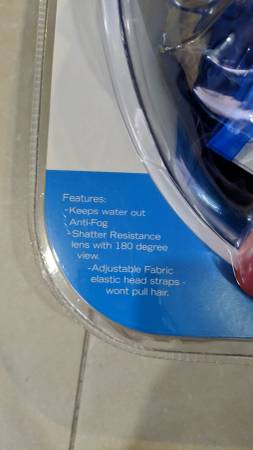 Features:
-Keeps water out
-Anti-Fog
-Shatter Resistance
lens with 180 degree
view.
-Adjustable Fabric
elastic head straps -
wont pull hair.